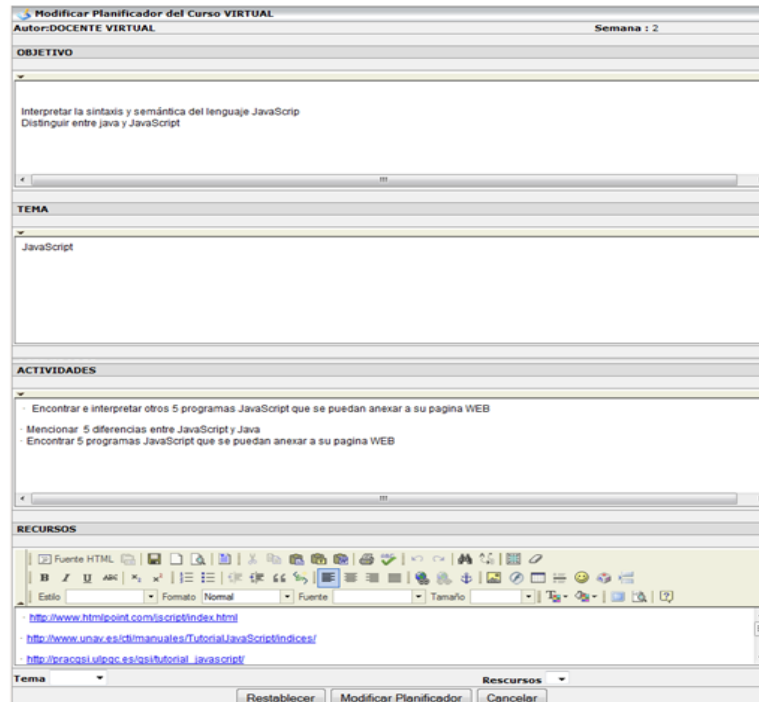 Modificar Planificador del Curso VIRTUAL
Autor:DOCENTE VIRTUAL Semana : 2
OBJETIVO
Interpretar la sintaxis y semántica del lenguaje JavaScrip
Distinguir entre java y JavaScript
TEMA
JavaScript
ACTIVIDADES
· Encontrar e interpretar otros 5 programas JavaScript que se puedan anexar a su pagina WEB
· Mencionar 5 diferencias entre JavaScript y Java
· Encontrar 5 programas JavaScript que se puedan anexar a su pagina WEB
RECURSOS
Fuente HTML
Estilo Formato Normal Fuente Tamaño
· http://www.htmlpoint.com/jscript/index.html
· http://www.unav.es/cti/manuales/TutorialJavaScript/indices/
· http://pracgsi.ulpgc.es/gsi/tutorial_javascript/
Tema Rescursos
Restablecer Modificar Planificador Cancelar